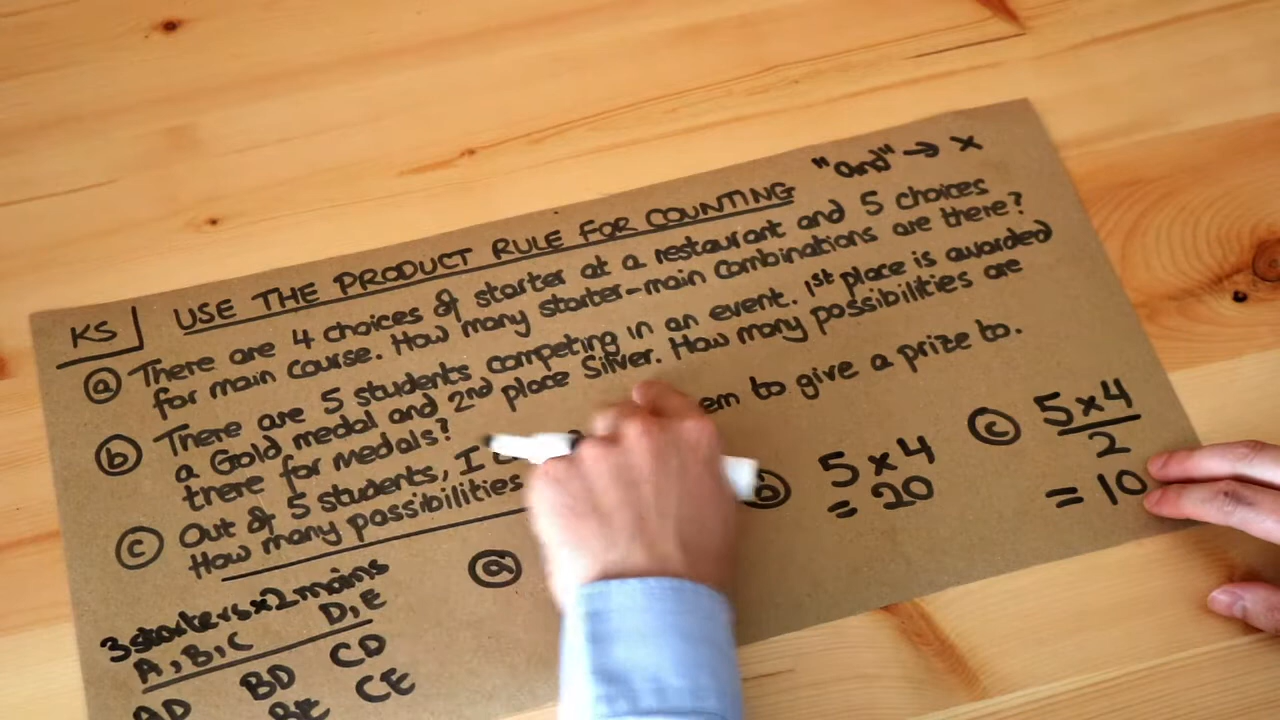 "and" → ×
KS USE THE PRODUCT RULE FOR COUNTING
ⓐ There are 4 choices of starter at a restaurant and 5 choices
for main course. How many starter-main combinations are there?
ⓑ There are 5 students competing in an event. 1st place is awarded
a Gold medal and 2nd place Silver. How many possibilities are
there for medals?
ⓒ Out of 5 students, I em to give a prize to.
How many possibilities
3 starters × 2 mains
A, B, C D, E
AD BD CD
BE CE
ⓐ
ⓑ 5 × 4
= 20
ⓒ 5 × 4
2
= 10